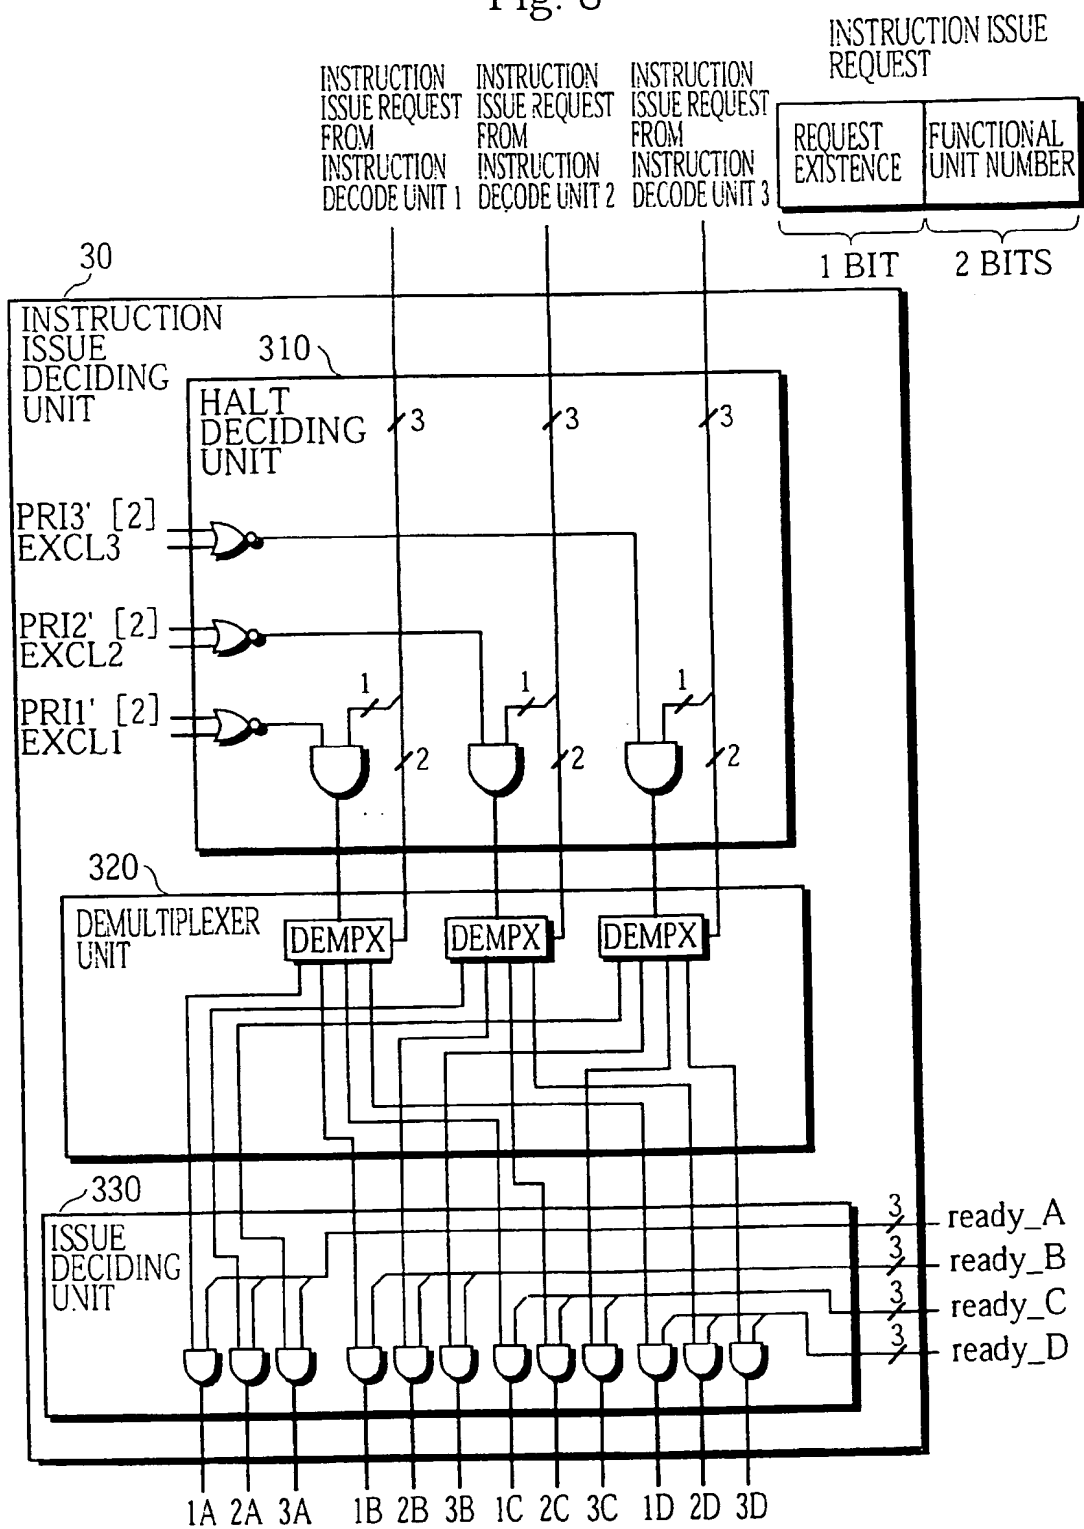 Fig. 6
INSTRUCTION ISSUE
REQUEST
INSTRUCTION
ISSUE REQUEST
FROM
INSTRUCTION
DECODE UNIT 1
INSTRUCTION
ISSUE REQUEST
FROM
INSTRUCTION
DECODE UNIT 2
INSTRUCTION
ISSUE REQUEST
FROM
INSTRUCTION
DECODE UNIT 3
REQUEST
EXISTENCE
FUNCTIONAL
UNIT NUMBER
1 BIT
2 BITS
30
INSTRUCTION
ISSUE
DECIDING
UNIT
310
HALT
DECIDING
UNIT
3
3
3
PRI3' [2]
EXCL3
PRI2' [2]
EXCL2
PRI1' [2]
EXCL1
1
1
1
2
2
2
320
DEMULTIPLEXER
UNIT
DEMPX
DEMPX
DEMPX
330
ISSUE
DECIDING
UNIT
3
ready_A
3
ready_B
3
ready_C
3
ready_D
1A
2A
3A
1B
2B
3B
1C
2C
3C
1D
2D
3D